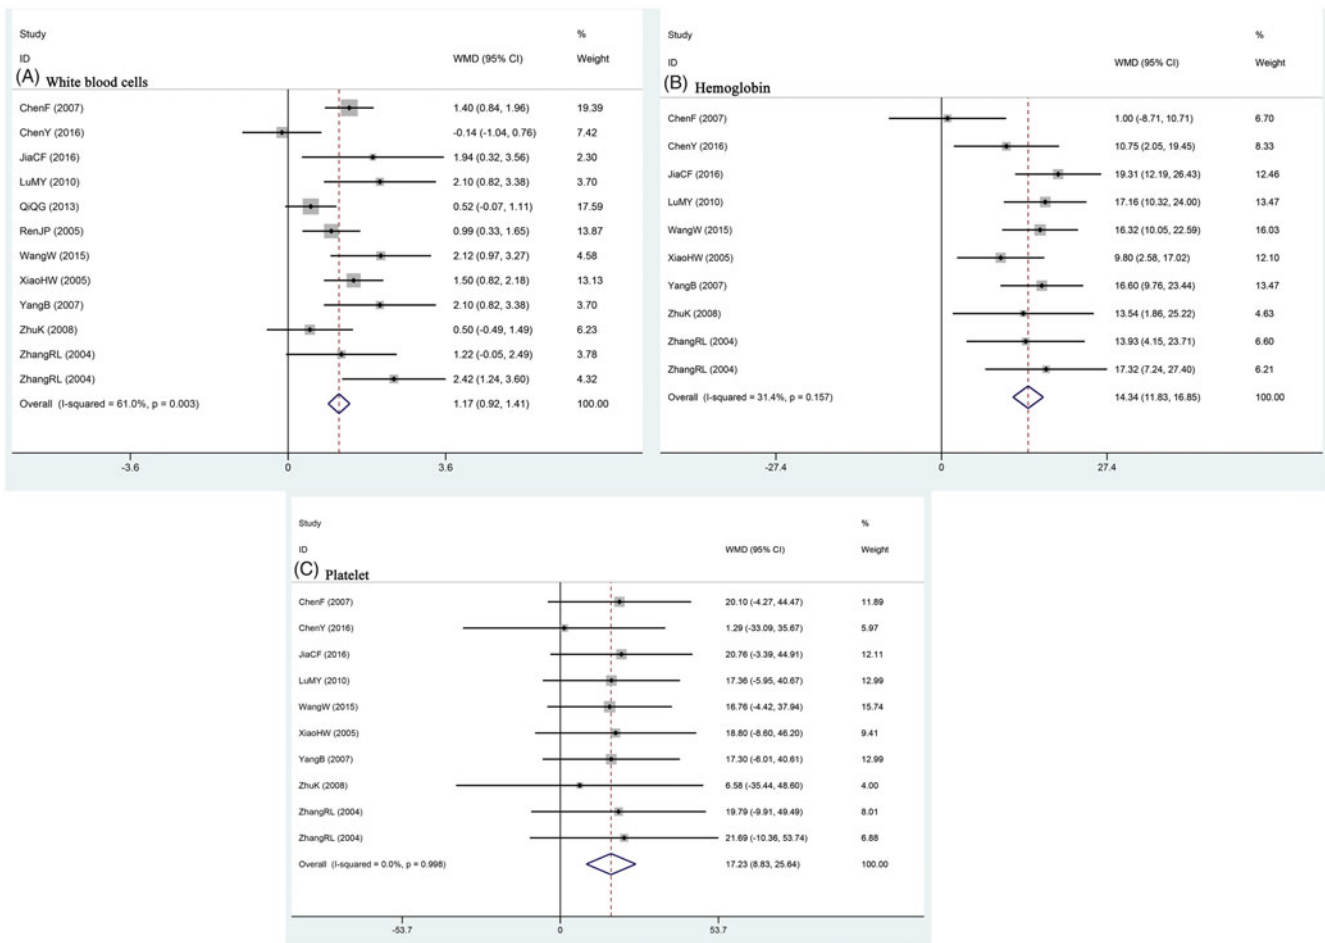 Study %
ID WMD (95% CI) Weight
(A) White blood cells
ChenF (2007) 1.40 (0.84, 1.96) 19.39
ChenY (2016) -0.14 (-1.04, 0.76) 7.42
JiaCF (2016) 1.94 (0.32, 3.56) 2.30
LuMY (2010) 2.10 (0.82, 3.38) 3.70
QiQG (2013) 0.52 (-0.07, 1.11) 17.59
RenJP (2005) 0.99 (0.33, 1.65) 13.87
WangW (2015) 2.12 (0.97, 3.27) 4.58
XiaoHW (2005) 1.50 (0.82, 2.18) 13.13
YangB (2007) 2.10 (0.82, 3.38) 3.70
ZhuK (2008) 0.50 (-0.49, 1.49) 6.23
ZhangRL (2004) 1.22 (-0.05, 2.49) 3.78
ZhangRL (2004) 2.42 (1.24, 3.60) 4.32
Overall (I-squared = 61.0%, p = 0.003) 1.17 (0.92, 1.41) 100.00
-3.6 0 3.6
Study %
ID WMD (95% CI) Weight
(B) Hemoglobin
ChenF (2007) 1.00 (-8.71, 10.71) 6.70
ChenY (2016) 10.75 (2.05, 19.45) 8.33
JiaCF (2016) 19.31 (12.19, 26.43) 12.46
LuMY (2010) 17.16 (10.32, 24.00) 13.47
WangW (2015) 16.32 (10.05, 22.59) 16.03
XiaoHW (2005) 9.80 (2.58, 17.02) 12.10
YangB (2007) 16.60 (9.76, 23.44) 13.47
ZhuK (2008) 13.54 (1.86, 25.22) 4.63
ZhangRL (2004) 13.93 (4.15, 23.71) 6.60
ZhangRL (2004) 17.32 (7.24, 27.40) 6.21
Overall (I-squared = 31.4%, p = 0.157) 14.34 (11.83, 16.85) 100.00
-27.4 0 27.4
Study %
ID WMD (95% CI) Weight
(C) Platelet
ChenF (2007) 20.10 (-4.27, 44.47) 11.89
ChenY (2016) 1.29 (-33.09, 35.67) 5.97
JiaCF (2016) 20.76 (-3.39, 44.91) 12.11
LuMY (2010) 17.36 (-5.95, 40.67) 12.99
WangW (2015) 16.76 (-4.42, 37.94) 15.74
XiaoHW (2005) 18.80 (-8.60, 46.20) 9.41
YangB (2007) 17.30 (-6.01, 40.61) 12.99
ZhuK (2008) 6.58 (-35.44, 48.60) 4.00
ZhangRL (2004) 19.79 (-9.91, 49.49) 8.01
ZhangRL (2004) 21.69 (-10.36, 53.74) 6.88
Overall (I-squared = 0.0%, p = 0.998) 17.23 (8.83, 25.64) 100.00
-53.7 0 53.7